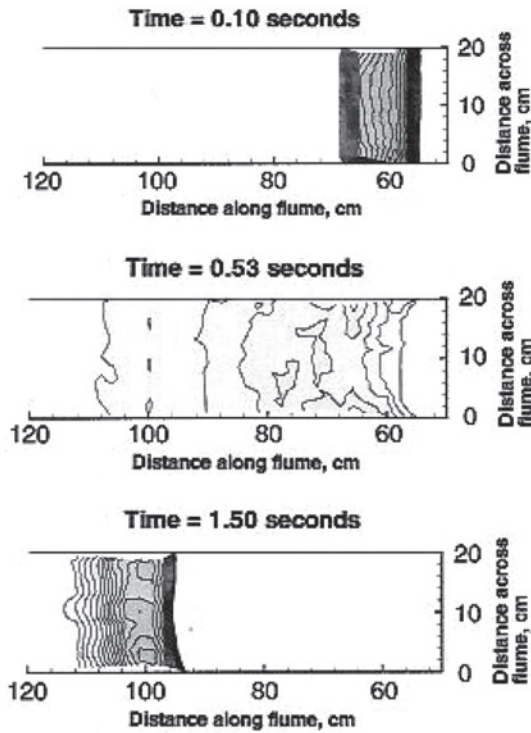 Time = 0.10 seconds
20
10
0
Distance across flume, cm
120 100 80 60
Distance along flume, cm
Time = 0.53 seconds
20
10
0
Distance across flume, cm
120 100 80 60
Distance along flume, cm
Time = 1.50 seconds
20
10
0
Distance across flume, cm
120 100 80 60
Distance along flume, cm